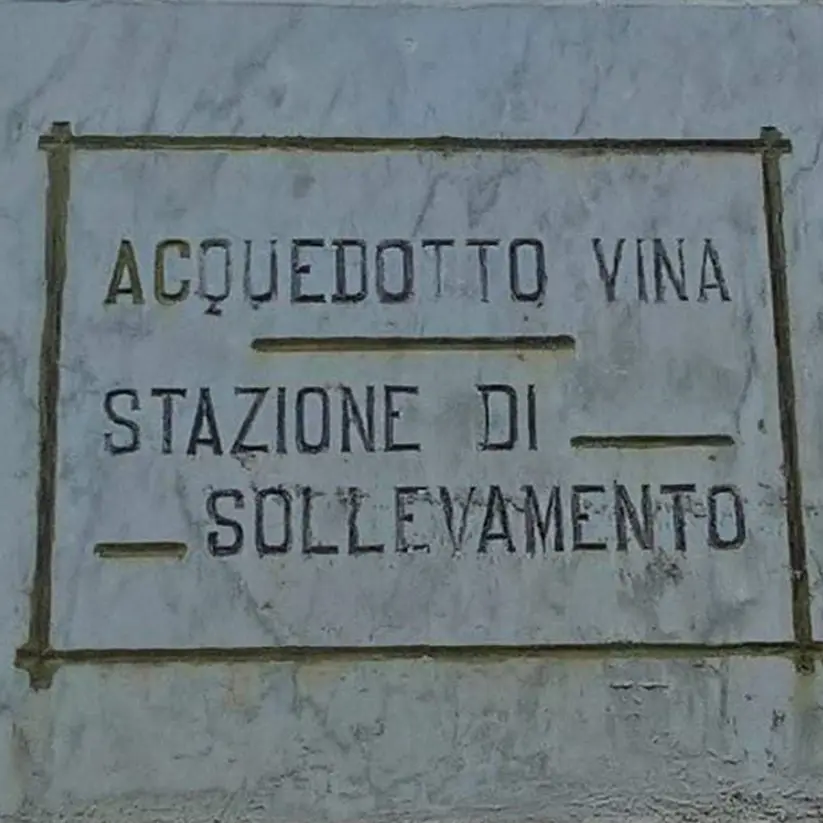 ACQUEDOTTO VINA
STAZIONE DI
SOLLEVAMENTO